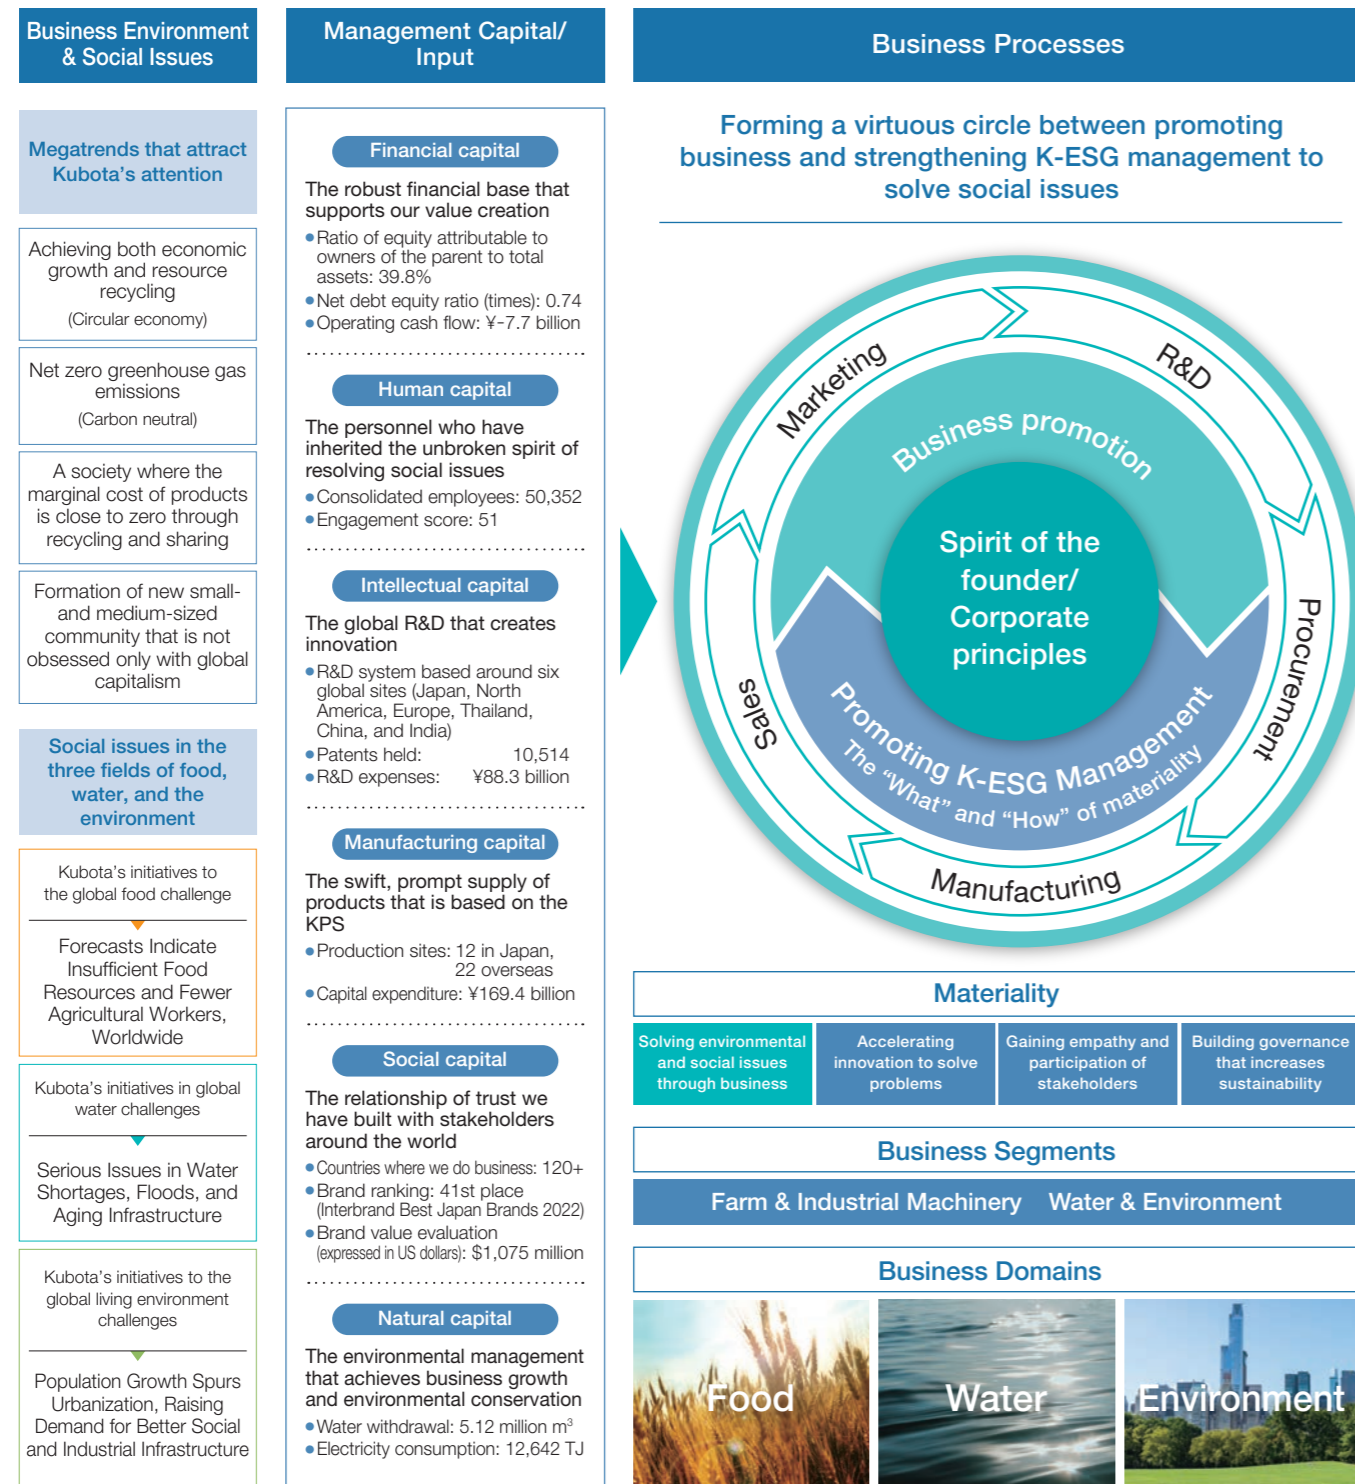 Business Environment
& Social Issues
Megatrends that attract
Kubota's attention
Achieving both economic
growth and resource
recycling
(Circular economy)
Net zero greenhouse gas
emissions
(Carbon neutral)
A society where the
marginal cost of products
is close to zero through
recycling and sharing
Formation of new small-
and medium-sized
community that is not
obsessed only with global
capitalism
Social issues in the
three fields of food,
water, and the
environment
Kubota's initiatives to
the global food challenge
Forecasts Indicate
Insufficient Food
Resources and Fewer
Agricultural Workers,
Worldwide
Kubota's initiatives in global
water challenges
Serious Issues in Water
Shortages, Floods, and
Aging Infrastructure
Kubota's initiatives to the
global living environment
challenges
Population Growth Spurs
Urbanization, Raising
Demand for Better Social
and Industrial Infrastructure
Management Capital/
Input
Financial capital
The robust financial base that
supports our value creation
•Ratio of equity attributable to
owners of the parent to total
assets: 39.8%
•Net debt equity ratio (times): 0.74
•Operating cash flow: ¥-7.7 billion
Human capital
The personnel who have
inherited the unbroken spirit of
resolving social issues
•Consolidated employees: 50,352
•Engagement score: 51
Intellectual capital
The global R&D that creates
innovation
•R&D system based around six
global sites (Japan, North
America, Europe, Thailand,
China, and India)
•Patents held: 10,514
•R&D expenses: ¥88.3 billion
Manufacturing capital
The swift, prompt supply of
products that is based on the
KPS
•Production sites: 12 in Japan,
22 overseas
•Capital expenditure: ¥169.4 billion
Social capital
The relationship of trust we
have built with stakeholders
around the world
•Countries where we do business: 120+
•Brand ranking: 41st place
(Interbrand Best Japan Brands 2022)
•Brand value evaluation
(expressed in US dollars): $1,075 million
Natural capital
The environmental management
that achieves business growth
and environmental conservation
•Water withdrawal: 5.12 million m³
•Electricity consumption: 12,642 TJ
Business Processes
Forming a virtuous circle between promoting
business and strengthening K-ESG management to
solve social issues
Marketing
R&D
Procurement
Manufacturing
Sales
Business promotion
Spirit of the
founder/
Corporate
principles
Promoting K-ESG Management
The "What" and "How" of materiality
Materiality
Solving environmental
and social issues
through business
Accelerating
innovation to solve
problems
Gaining empathy and
participation of
stakeholders
Building governance
that increases
sustainability
Business Segments
Farm & Industrial Machinery Water & Environment
Business Domains
Food
Water
Environment